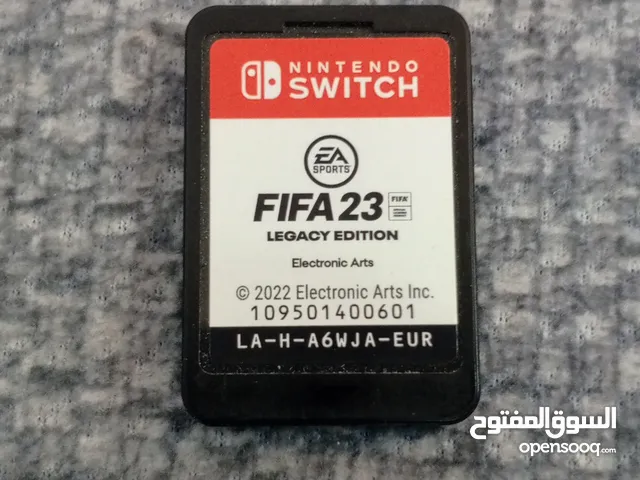 NINTENDO
SWITCH
EA
SPORTS
FIFA 23
FIFA
LEGACY EDITION
Electronic Arts
© 2022 Electronic Arts Inc.
109501400601
LA-H-A6WJA-EUR
السوق المفتوح
opensooq.com